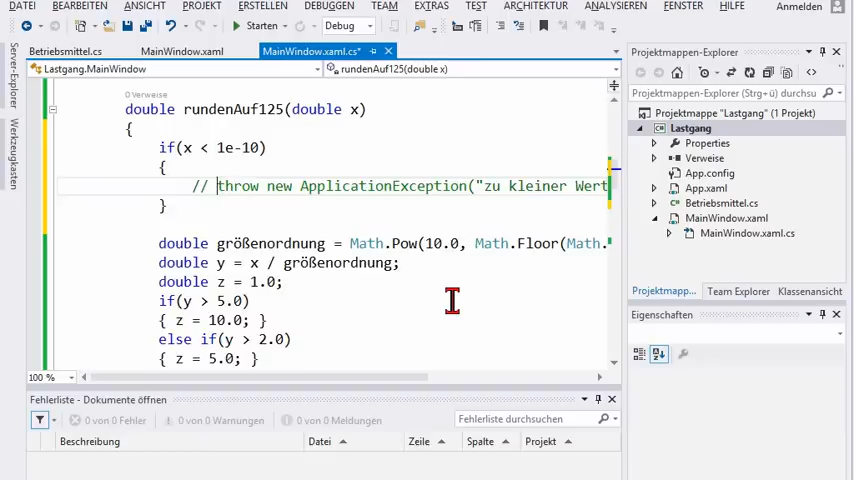 DATEI BEARBEITEN ANSICHT PROJEKT ERSTELLEN DEBUGGEN TEAM EXTRAS TEST ARCHITEKTUR ANALYSIEREN FENSTER
Anmelden
Starten Debug
Betriebsmittel.cs MainWindow.xaml MainWindow.xaml.cs*
Lastgang.MainWindow rundenAuf125(double x)
Server-Explorer
Werkzeugkasten
0 Verweise
double rundenAuf125(double x)
{
if(x < 1e-10)
{
// throw new ApplicationException("zu kleiner Wert
}
double größenordnung = Math.Pow(10.0, Math.Floor(Math.
double y = x / größenordnung;
double z = 1.0;
if(y > 5.0)
{ z = 10.0; }
else if(y > 2.0)
{ z = 5.0; }
100 %
Fehlerliste - Dokumente öffnen
0 von 0 Fehler 0 von 0 Warnungen 0 von 0 Meldungen Fehlerliste durchsuchen
Beschreibung Datei Zeile Spalte Projekt
Projektmappen-Explorer
Projektmappen-Explorer (Strg+ü) durchsu
Projektmappe "Lastgang" (1 Projekt)
Lastgang
Properties
Verweise
App.config
App.xaml
Betriebsmittel.cs
MainWindow.xaml
MainWindow.xaml.cs
Projektmapp... Team Explorer Klassenansicht
Eigenschaften